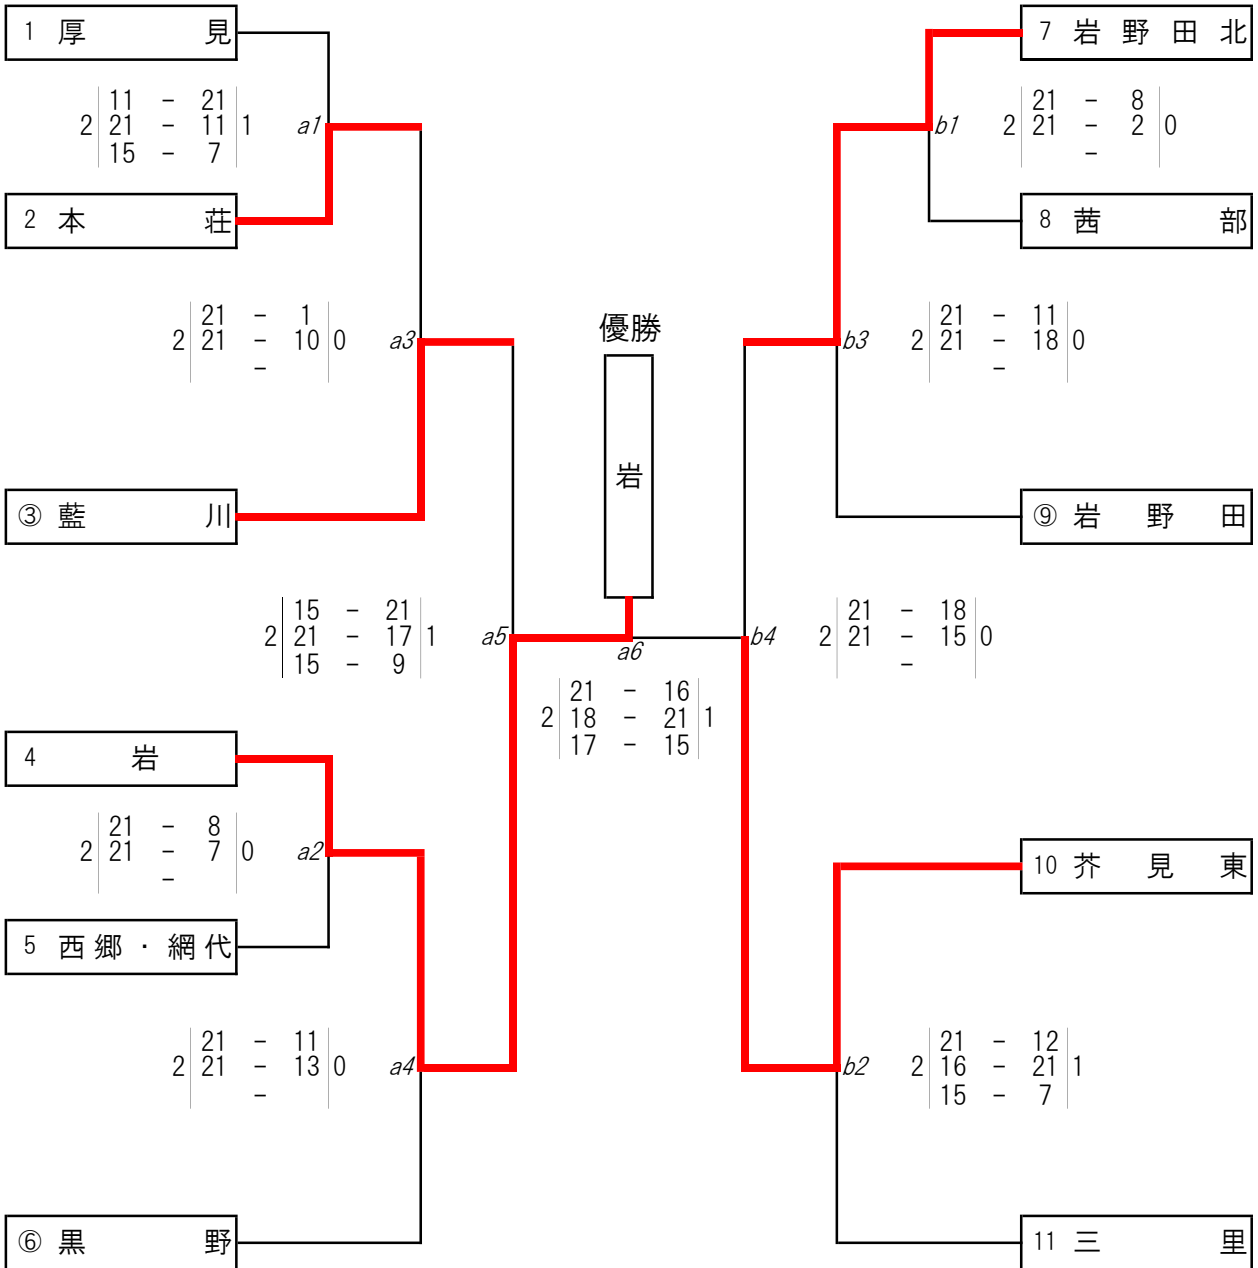 1 厚見
11 - 21
2 21 - 11 1
15 - 7
a1
2 本荘
21 - 1
2 21 - 10 0
-
a3
③ 藍川
15 - 21
2 21 - 17 1
15 - 9
a5
4 岩
21 - 8
2 21 - 7 0
-
a2
5 西郷・網代
21 - 11
2 21 - 13 0
-
a4
⑥ 黒野
優勝
岩
a6
21 - 16
2 18 - 21 1
17 - 15
7 岩野田北
b1
21 - 8
2 21 - 2 0
-
8 茜部
b3
21 - 11
2 21 - 18 0
-
⑨ 岩野田
b4
21 - 18
2 21 - 15 0
-
10 芥見東
b2
21 - 12
2 16 - 21 1
15 - 7
11 三里